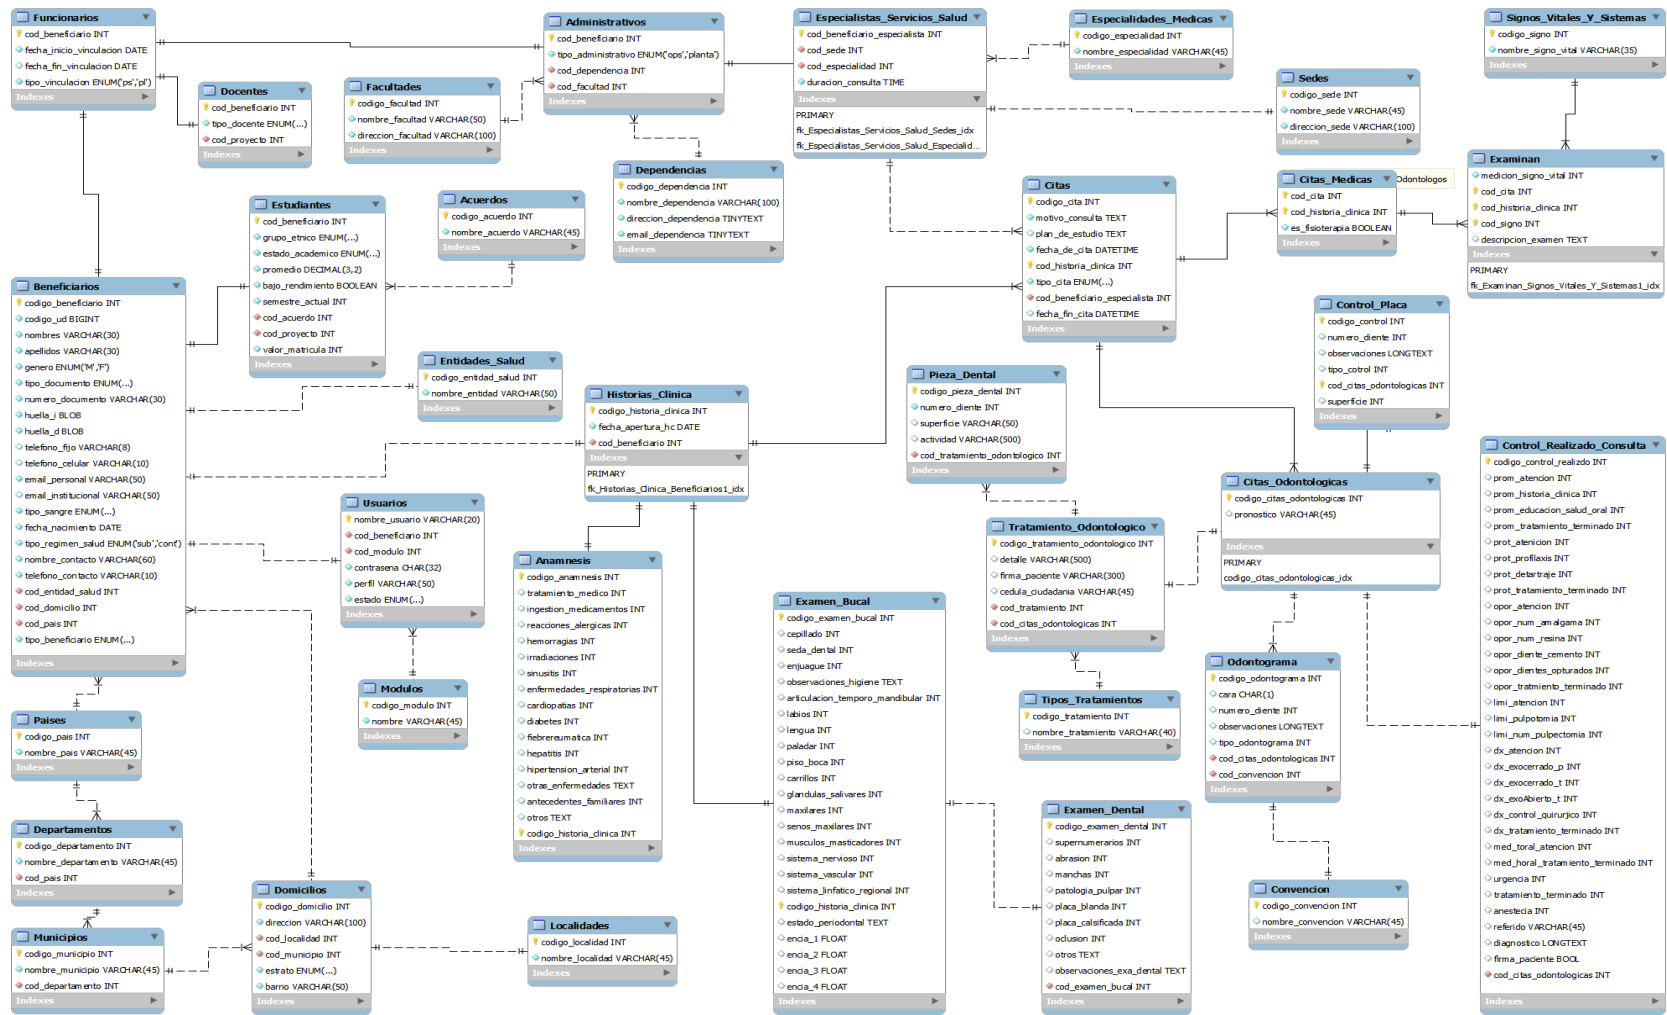 Funcionarios
cod_beneficiario INT
fecha_inicio_vinculacion DATE
fecha_fin_vinculacion DATE
tipo_vinculacion ENUM('ps','pl')
Indexes
Docentes
cod_beneficiario INT
tipo_docente ENUM(...)
cod_proyecto INT
Indexes
Facultades
codigo_facultad INT
nombre_facultad VARCHAR(50)
direccion_facultad VARCHAR(100)
Indexes
Administrativos
cod_beneficiario INT
tipo_administrativo ENUM('ops','planta')
cod_dependencia INT
cod_facultad INT
Indexes
Especialistas_Servicios_Salud
cod_beneficiario_especialista INT
cod_sede INT
cod_especialidad INT
duracion_consulta TIME
Indexes
PRIMARY
fk_Especialistas_Servicios_Salud_Sedes_idx
fk_Especialistas_Servicios_Salud_Especialid...
Especialidades_Medicas
codigo_especialidad INT
nombre_especialidad VARCHAR(45)
Indexes
Sedes
codigo_sede INT
nombre_sede VARCHAR(45)
direccion_sede VARCHAR(100)
Indexes
Signos_Vitales_Y_Sistemas
codigo_signo INT
nombre_signo_vital VARCHAR(35)
Indexes
Examinan
medicion_signo_vital INT
cod_cita INT
cod_historia_clinica INT
cod_signo INT
descripcion_examen TEXT
Indexes
PRIMARY
fk_Examinan_Signos_Vitales_Y_Sistemas1_idx
Citas_Medicas
cod_cita INT
cod_historia_clinica INT
es_fisioterapia BOOLEAN
Indexes
Odontologos
Dependencias
codigo_dependencia INT
nombre_dependencia VARCHAR(100)
direccion_dependencia TINYTEXT
email_dependencia TINYTEXT
Indexes
Acuerdos
codigo_acuerdo INT
nombre_acuerdo VARCHAR(45)
Indexes
Estudiantes
cod_beneficiario INT
grupo_etnico ENUM(...)
estado_academico ENUM(...)
promedio DECIMAL(3,2)
bajo_rendimiento BOOLEAN
semestre_actual INT
cod_acuerdo INT
cod_proyecto INT
valor_matricula INT
Indexes
Citas
codigo_cita INT
motivo_consulta TEXT
plan_de_estudio TEXT
fecha_de_cita DATETIME
cod_historia_clinica INT
tipo_cita ENUM(...)
cod_beneficiario_especialista INT
fecha_fin_cita DATETIME
Indexes
Beneficiarios
codigo_beneficiario INT
codigo_ud BIGINT
nombres VARCHAR(30)
apellidos VARCHAR(30)
genero ENUM('M','F')
tipo_documento ENUM(...)
numero_documento VARCHAR(30)
huella_i BLOB
huella_d BLOB
telefono_fijo VARCHAR(8)
telefono_celular VARCHAR(10)
email_personal VARCHAR(50)
email_institucional VARCHAR(50)
tipo_sangre ENUM(...)
fecha_nacimiento DATE
tipo_regimen_salud ENUM('sub','cont')
nombre_contacto VARCHAR(60)
telefono_contacto VARCHAR(10)
cod_entidad_salud INT
cod_domicilio INT
cod_pais INT
tipo_beneficiario ENUM(...)
Indexes
Entidades_Salud
codigo_entidad_salud INT
nombre_entidad VARCHAR(50)
Indexes
Historias_Clinica
codigo_historia_clinica INT
fecha_apertura_hc DATE
cod_beneficiario INT
Indexes
PRIMARY
fk_Historias_Clinica_Beneficiarios1_idx
Control_Placa
codigo_control INT
numero_diente INT
observaciones LONGTEXT
tipo_cotrol INT
cod_citas_odontologicas INT
superficie INT
Indexes
Pieza_Dental
codigo_pieza_dental INT
numero_diente INT
superficie VARCHAR(50)
actividad VARCHAR(500)
cod_tratamiento_odontologico INT
Indexes
Usuarios
nombre_usuario VARCHAR(20)
cod_beneficiario INT
cod_modulo INT
contrasena CHAR(32)
perfil VARCHAR(50)
estado ENUM(...)
Indexes
Tratamiento_Odontologico
codigo_tratamiento_odontologico INT
detalle VARCHAR(500)
firma_paciente VARCHAR(300)
cedula_ciudadania VARCHAR(45)
cod_tratamiento INT
cod_citas_odontologicas INT
Indexes
Citas_Odontologicas
codigo_citas_odontologicas INT
pronostico VARCHAR(45)
Indexes
PRIMARY
codigo_citas_odontologicas_idx
Control_Realizado_Consulta
codigo_control_realizdo INT
prom_atencion INT
prom_historia_clinica INT
prom_educacion_salud_oral INT
prom_tratamiento_terminado INT
prot_atenicion INT
prot_profilaxis INT
prot_detartraje INT
prot_tratamiento_terminado INT
opor_atencion INT
opor_num_amalgama INT
opor_num_resina INT
opor_diente_cemento INT
opor_dientes_opturados INT
opor_tratmiento_terminado INT
limi_atencion INT
limi_pulpotomia INT
limi_num_pulpectomia INT
dx_atencion INT
dx_exocerrado_p INT
dx_exocerrado_t INT
dx_exoAbierto_t INT
dx_control_quirurjico INT
dx_tratamiento_terminado INT
med_toral_atencion INT
med_horal_tratamiento_terminado INT
urgencia INT
tratamiento_terminado INT
anestecia INT
referido VARCHAR(45)
diagnostico LONGTEXT
firma_paciente BOOL
cod_citas_odontologicas INT
Indexes
Anamnesis
codigo_anamnesis INT
tratamiento_medico INT
ingestion_medicamentos INT
reacciones_alergicas INT
hemorragias INT
irradiaciones INT
sinusitis INT
enfermedades_respiratorias INT
cardiopatias INT
diabetes INT
fiebrereumatica INT
hepatitis INT
hipertension_arterial INT
otras_enfermedades TEXT
antecedentes_familiares INT
otros TEXT
codigo_historia_clinica INT
Indexes
Examen_Bucal
codigo_examen_bucal INT
cepillado INT
seda_dental INT
enjuague INT
observaciones_higiene TEXT
articulacion_temporo_mandibular INT
labios INT
lengua INT
paladar INT
piso_boca INT
carrillos INT
glandulas_salivares INT
maxilares INT
senos_maxilares INT
musculos_masticadores INT
sistema_nervioso INT
sistema_vascular INT
sistema_linfatico_regional INT
codigo_historia_clinica INT
estado_periodontal TEXT
encia_1 FLOAT
encia_2 FLOAT
encia_3 FLOAT
encia_4 FLOAT
Indexes
Modulos
codigo_modulo INT
nombre VARCHAR(45)
Indexes
Tipos_Tratamientos
codigo_tratamiento INT
nombre_tratamiento VARCHAR(40)
Indexes
Odontograma
codigo_odontograma INT
cara CHAR(1)
numero_diente INT
observaciones LONGTEXT
tipo_odontograma INT
cod_citas_odontologicas INT
cod_convencion INT
Indexes
Paises
codigo_pais INT
nombre_pais VARCHAR(45)
Indexes
Departamentos
codigo_departamento INT
nombre_departamento VARCHAR(45)
cod_pais INT
Indexes
Municipios
codigo_municipio INT
nombre_municipio VARCHAR(45)
cod_departamento INT
Indexes
Domicilios
codigo_domicilio INT
direccion VARCHAR(100)
cod_localidad INT
cod_municipio INT
estrato ENUM(...)
barrio VARCHAR(50)
Indexes
Localidades
codigo_localidad INT
nombre_localidad VARCHAR(45)
Indexes
Examen_Dental
codigo_examen_dental INT
supernumerarios INT
abrasion INT
manchas INT
patologia_pulpar INT
placa_blanda INT
placa_calsificada INT
oclusion INT
otros TEXT
observaciones_exa_dental TEXT
cod_examen_bucal INT
Indexes
Convencion
codigo_convencion INT
nombre_convencion VARCHAR(45)
Indexes